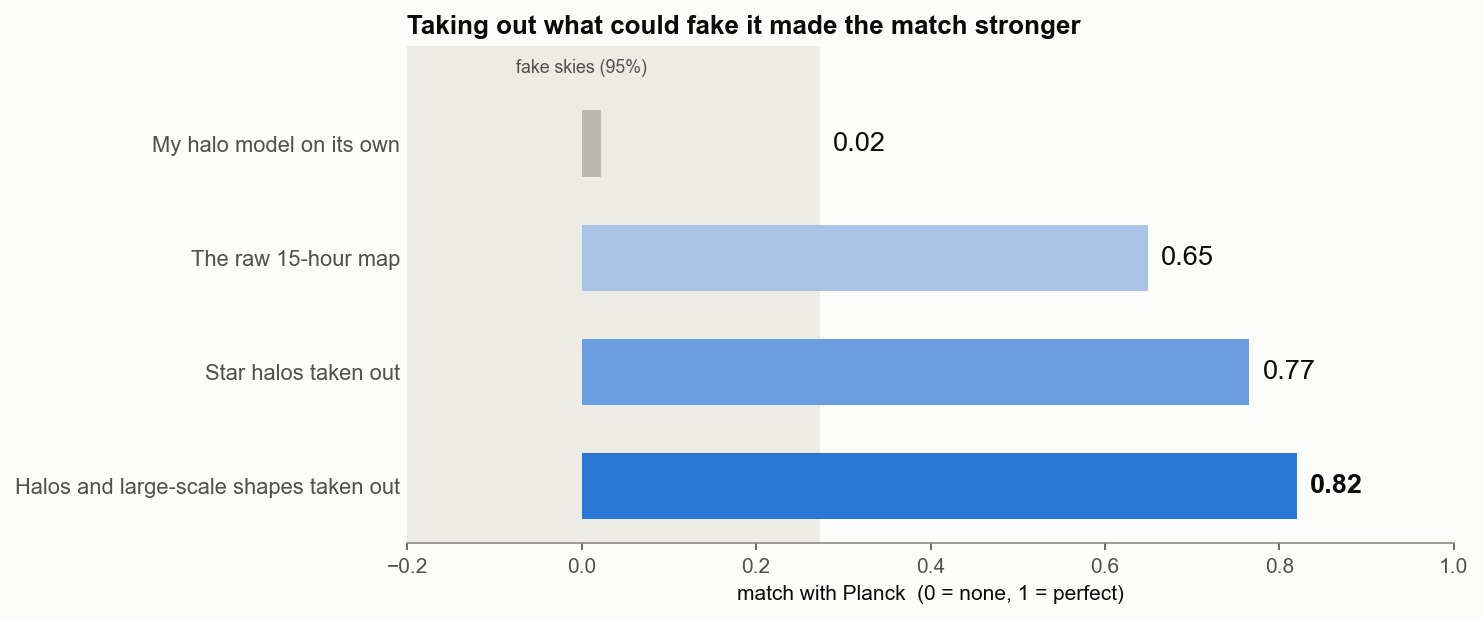 Taking out what could fake it made the match stronger
fake skies (95%)
My halo model on its own
0.02
The raw 15-hour map
0.65
Star halos taken out
0.77
Halos and large-scale shapes taken out
0.82
−0.2 0.0 0.2 0.4 0.6 0.8 1.0
match with Planck (0 = none, 1 = perfect)